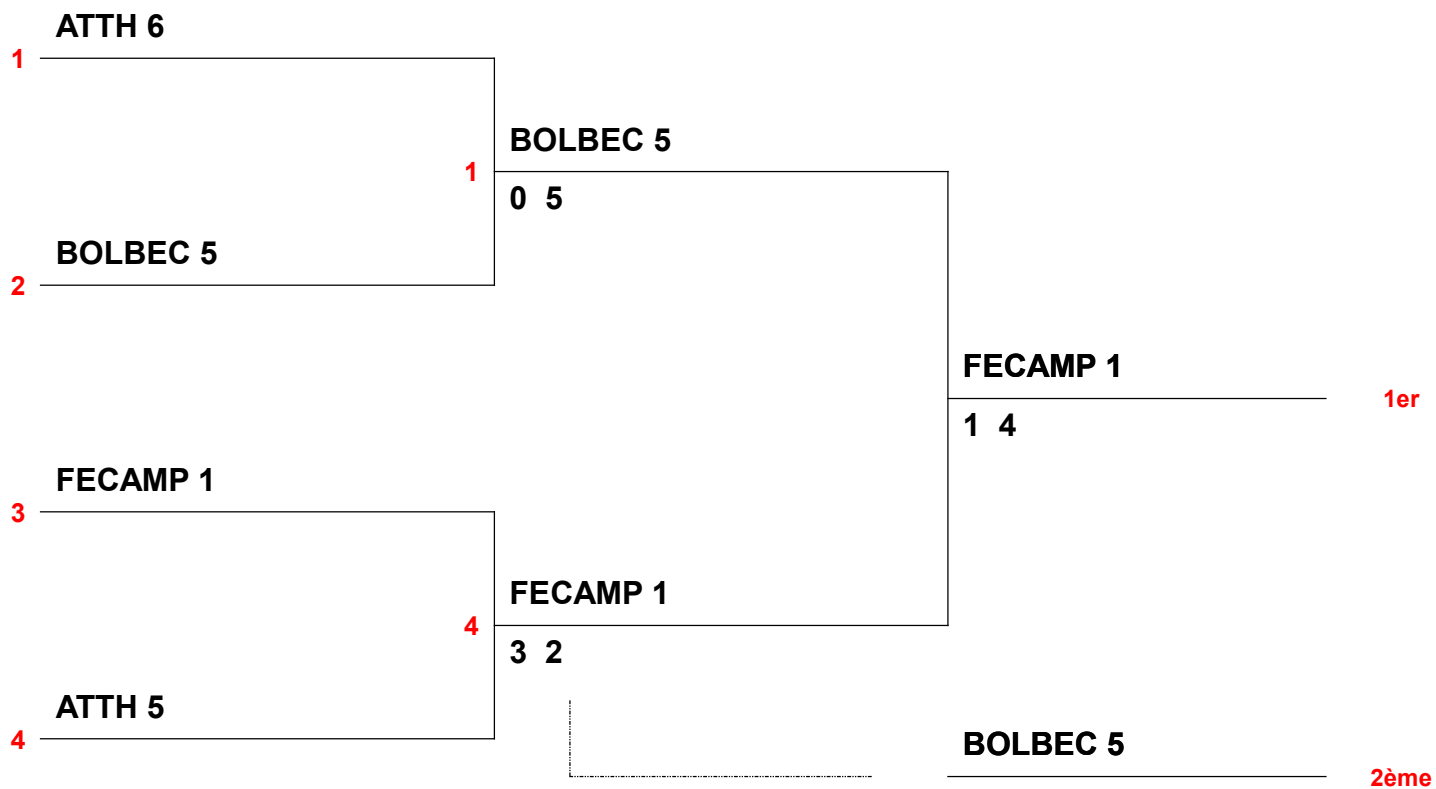 ATTH 6
1
BOLBEC 5
1
0 5
BOLBEC 5
2
FECAMP 1
1er
1 4
FECAMP 1
3
FECAMP 1
4
3 2
ATTH 5
4
BOLBEC 5
2ème